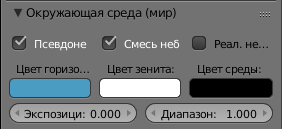 Окружающая среда (мир)
Псевдоне Смесь неб Реал. не...
Цвет горизо... Цвет зенита: Цвет среды:
Экспозици: 0.000 Диапазон: 1.000